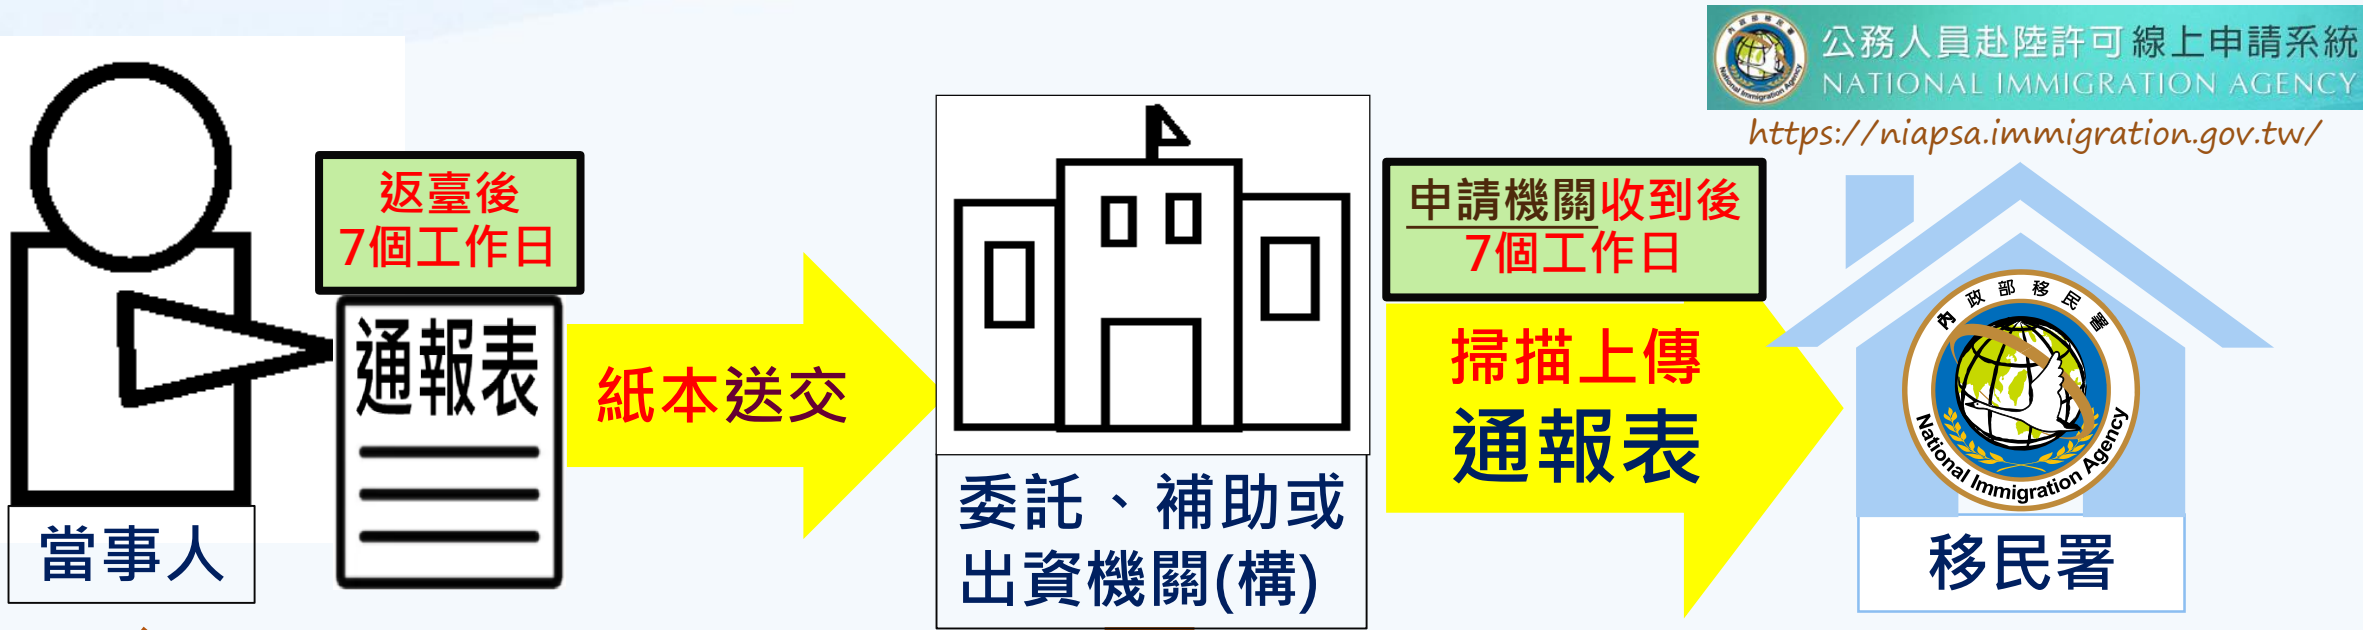 公務人員赴陸許可線上申請系統
NATIONAL IMMIGRATION AGENCY
https://niapsa.immigration.gov.tw/
返臺後
7個工作日
通報表
當事人
紙本送交
委託、補助或
出資機關(構)
申請機關收到後
7個工作日
掃描上傳
通報表
內政部移民署
National Immigration Agency
移民署